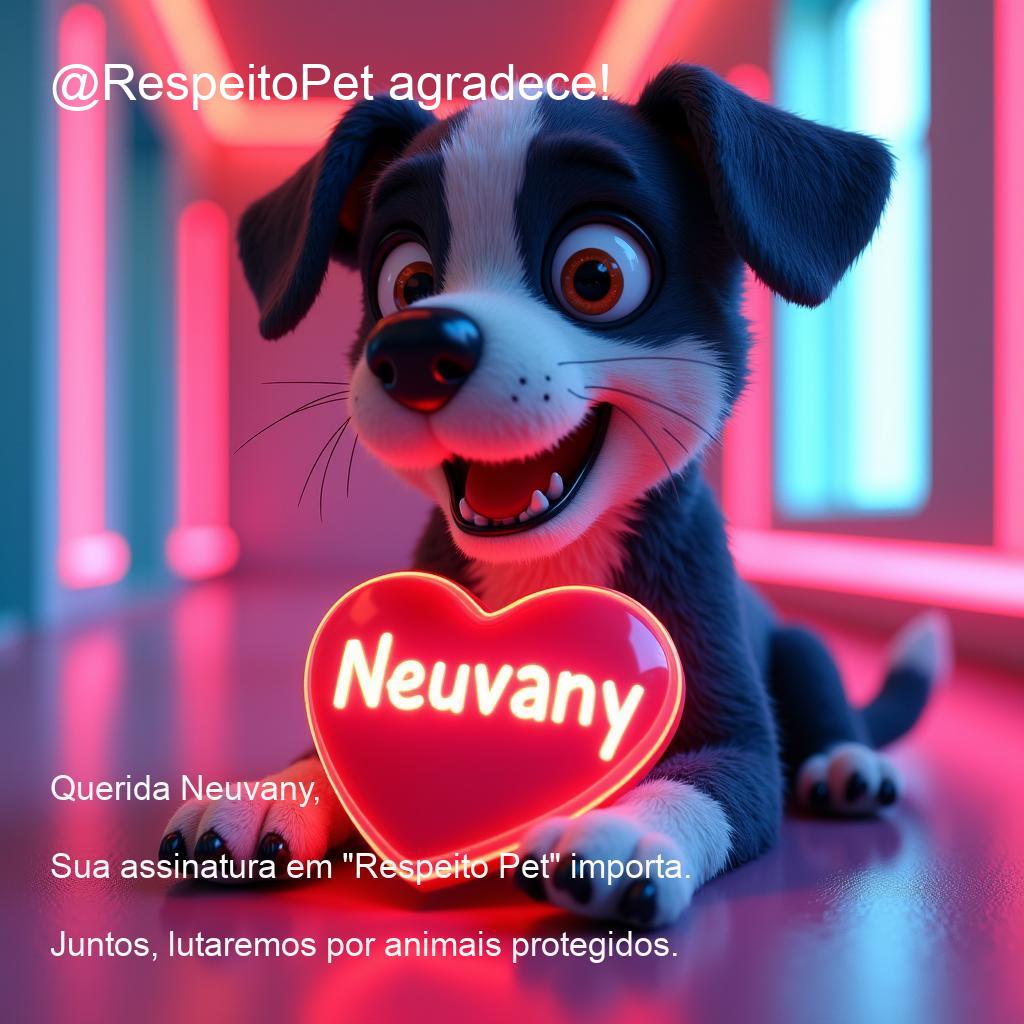 @RespeitoPet agradece!
Neuvany
Querida Neuvany,
Sua assinatura em "Respeito Pet" importa.
Juntos, lutaremos por animais protegidos.